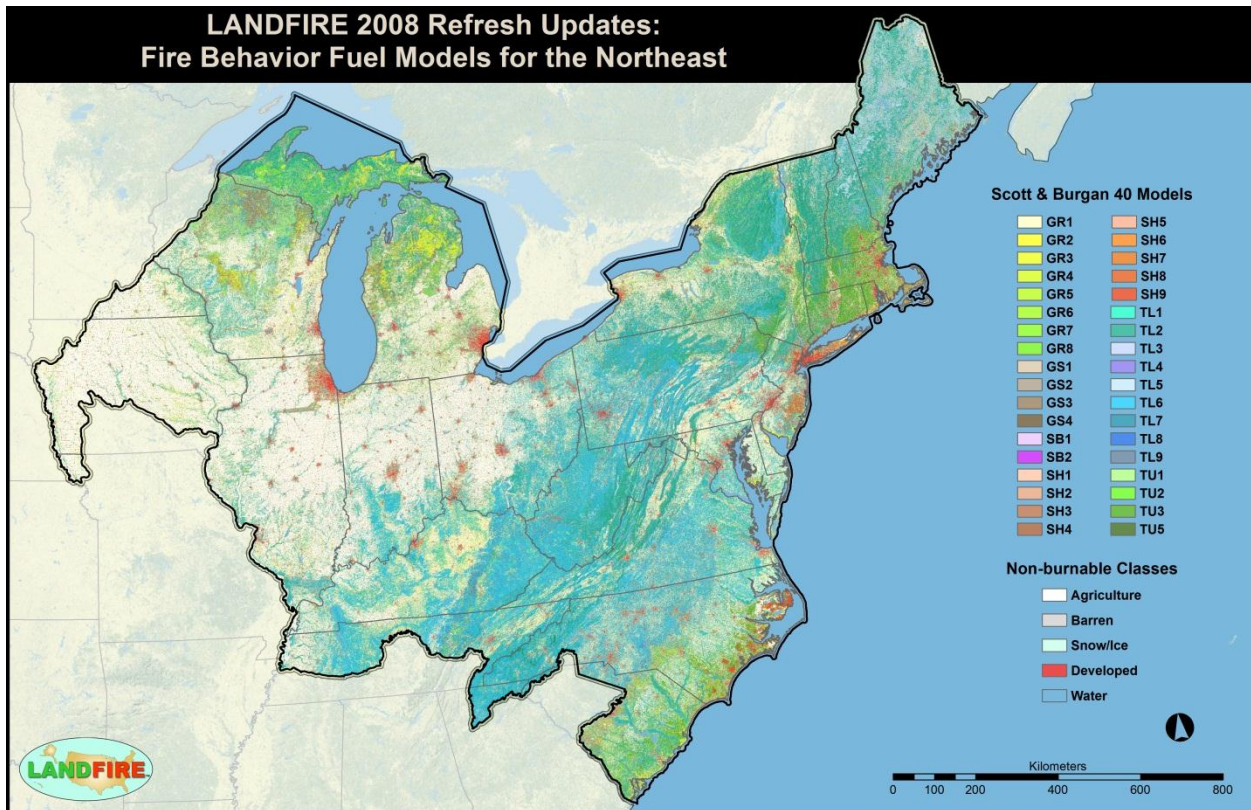 LANDFIRE 2008 Refresh Updates:
Fire Behavior Fuel Models for the Northeast
Scott & Burgan 40 Models
GR1
GR2
GR3
GR4
GR5
GR6
GR7
GR8
GS1
GS2
GS3
GS4
SB1
SB2
SH1
SH2
SH3
SH4
SH5
SH6
SH7
SH8
SH9
TL1
TL2
TL3
TL4
TL5
TL6
TL7
TL8
TL9
TU1
TU2
TU3
TU5
Non-burnable Classes
Agriculture
Barren
Snow/Ice
Developed
Water
Kilometers
0 100 200 400 600 800
LANDFIRE